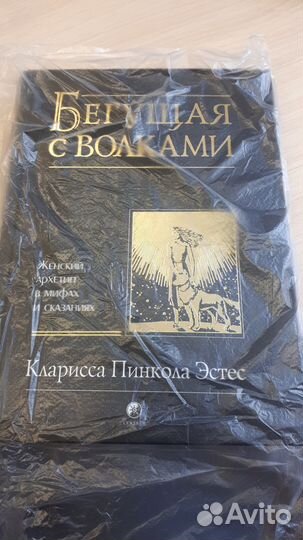 Бегущая
с волками
Женский
архетип
в мифах
и сказаниях
Кларисса Пинкола Эстес
Avito